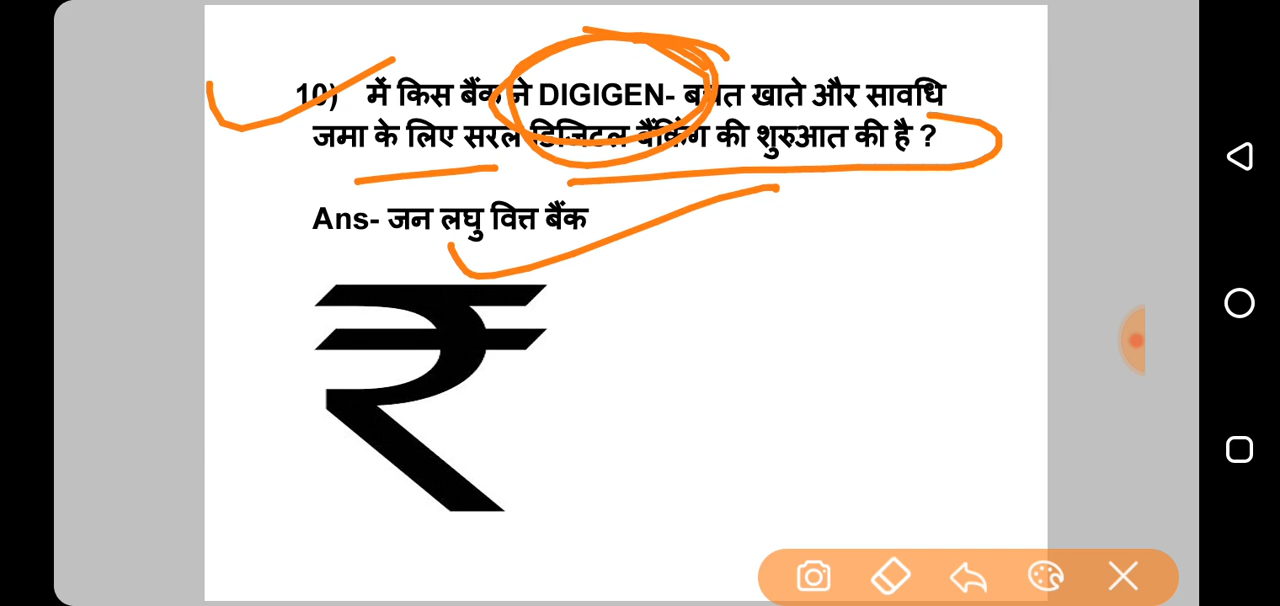 10) में किस बैंक ने DIGIGEN- बचत खाते और सावधि
जमा के लिए सरल डिजिटल बैंकिंग की शुरुआत की है ?
Ans- जन लघु वित्त बैंक
₹